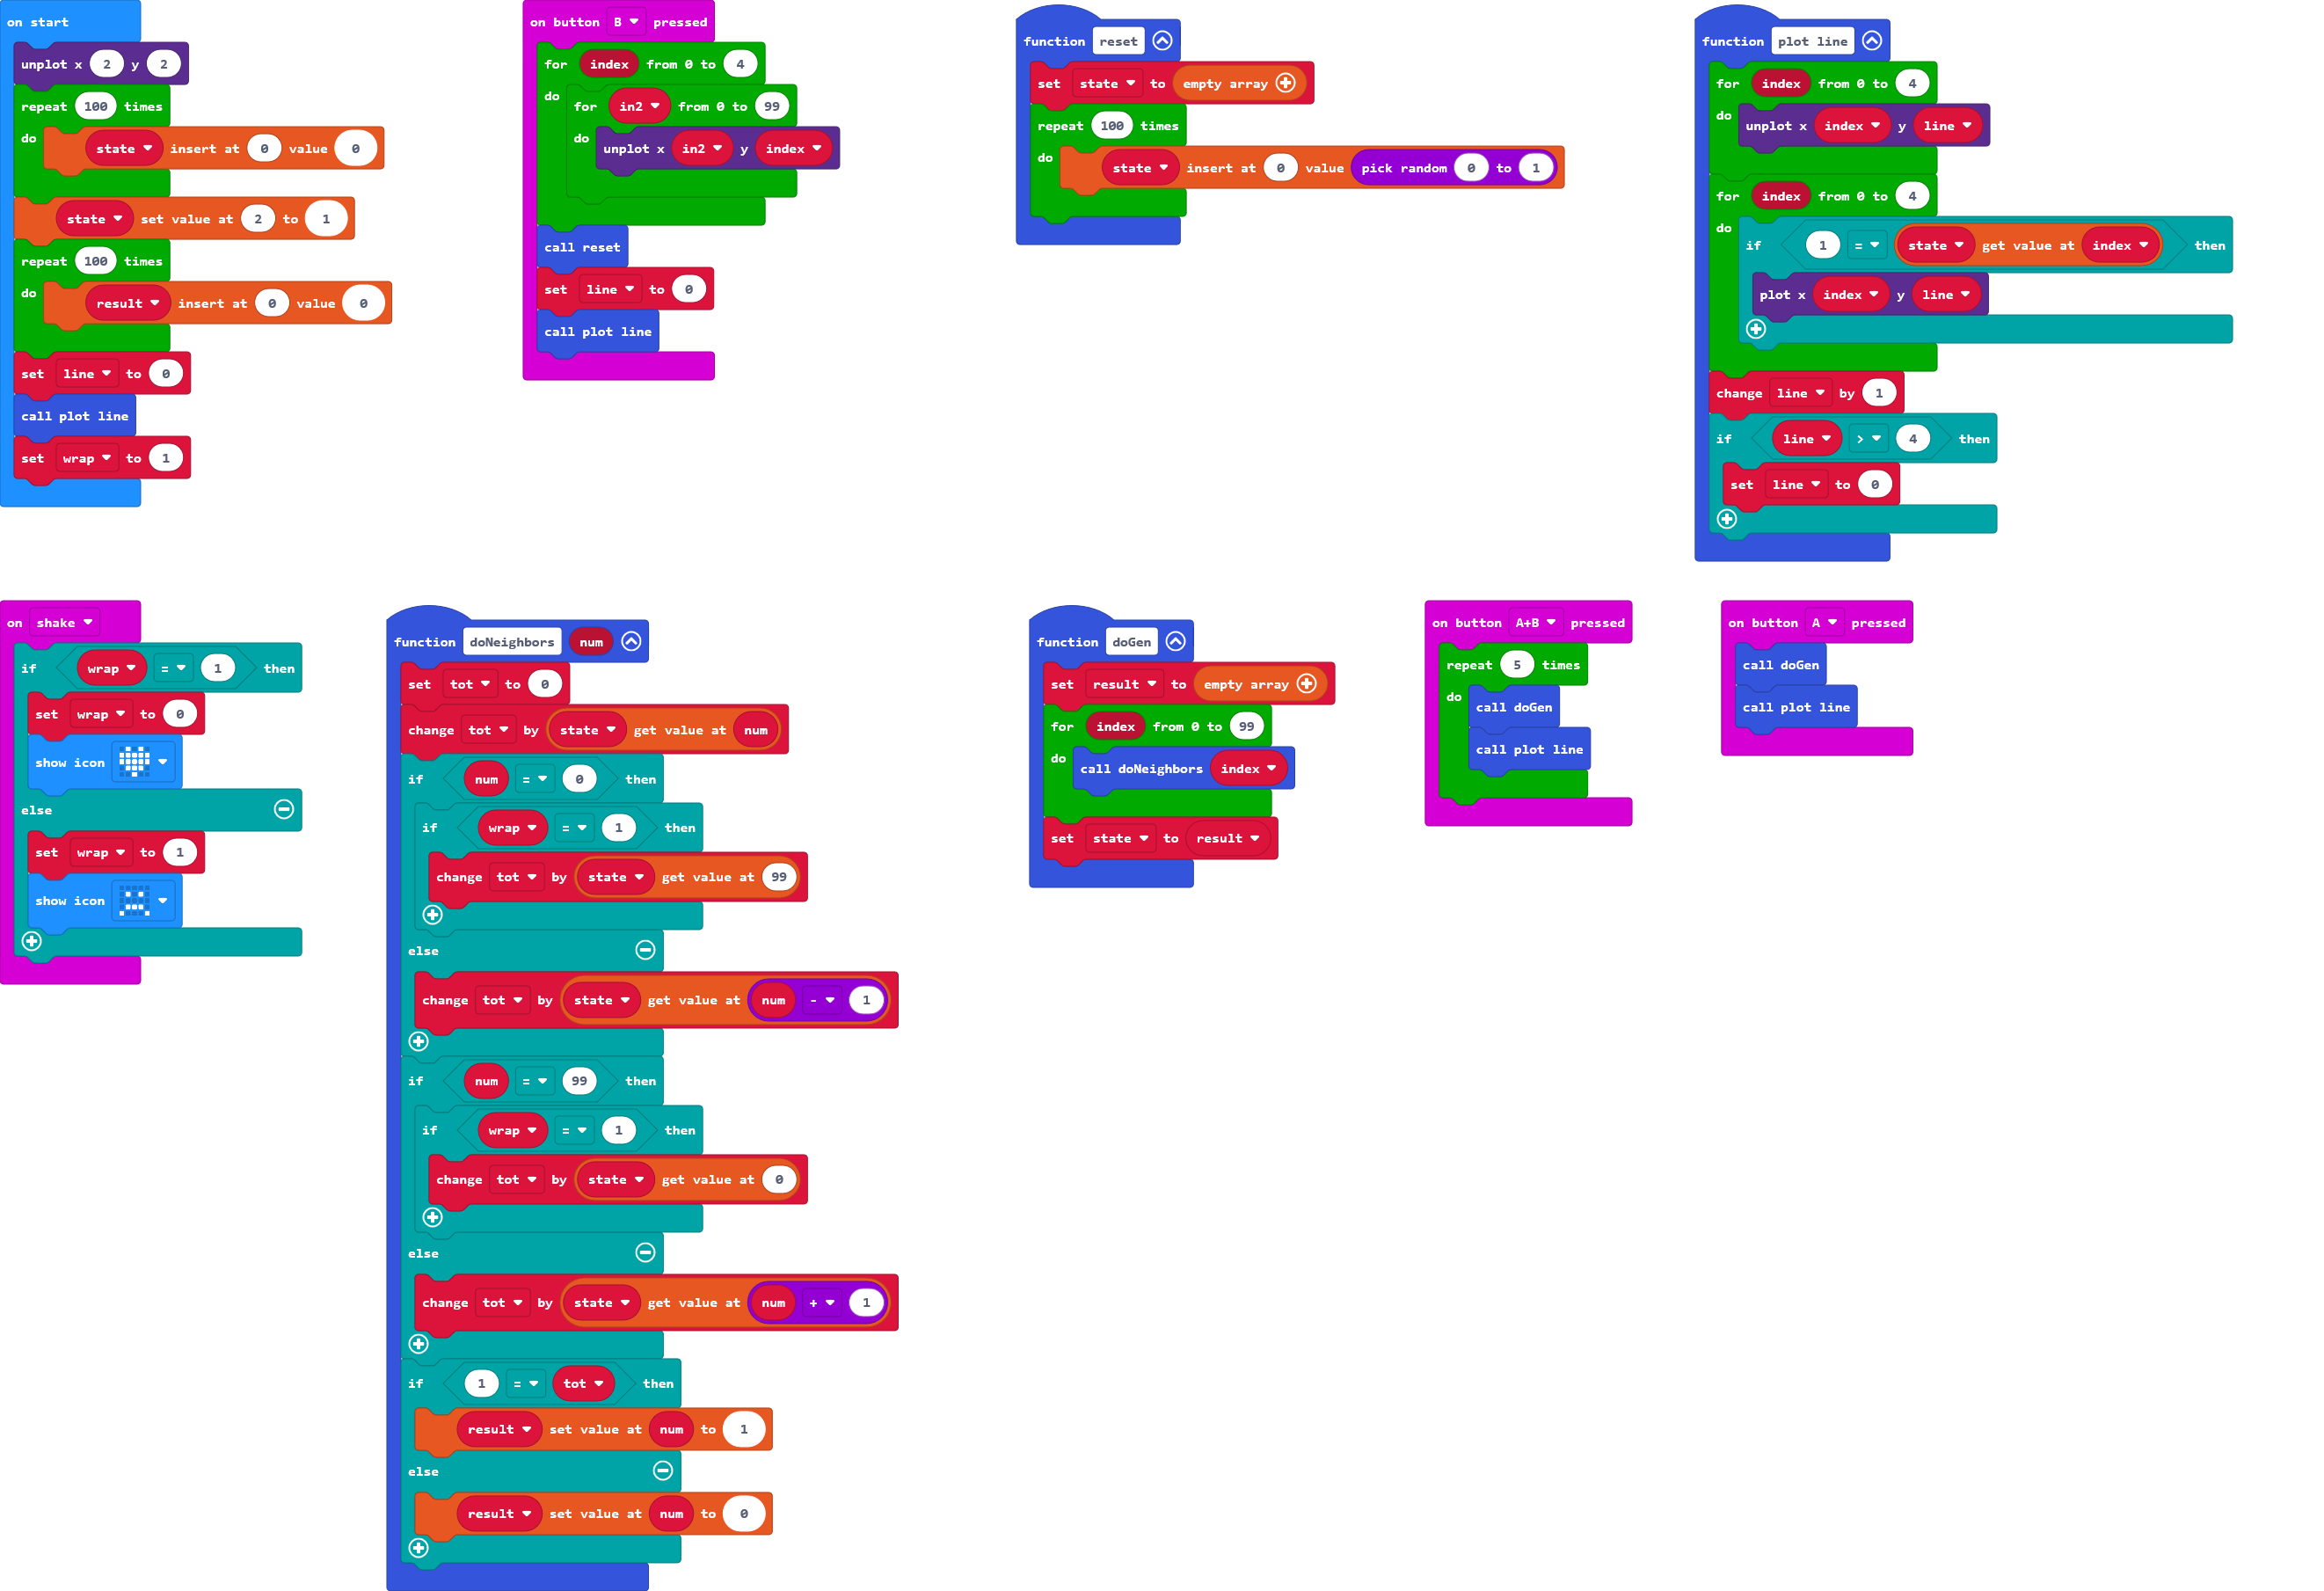 on start
unplot x 2 y 2
repeat 100 times
do state insert at 0 value 0
state set value at 2 to 1
repeat 100 times
do result insert at 0 value 0
set line to 0
call plot line
set wrap to 1
on button B pressed
for index from 0 to 4
do for in2 from 0 to 99
do unplot x in2 y index
call reset
set line to 0
call plot line
function reset
set state to empty array
repeat 100 times
do state insert at 0 value pick random 0 to 1
function plot line
for index from 0 to 4
do unplot x index y line
for index from 0 to 4
do if 1 = state get value at index then
plot x index y line
change line by 1
if line > 4 then
set line to 0
on shake
if wrap = 1 then
set wrap to 0
show icon
else
set wrap to 1
show icon
function doNeighbors num
set tot to 0
change tot by state get value at num
if num = 0 then
if wrap = 1 then
change tot by state get value at 99
else
change tot by state get value at num - 1
if num = 99 then
if wrap = 1 then
change tot by state get value at 0
else
change tot by state get value at num + 1
if 1 = tot then
result set value at num to 1
else
result set value at num to 0
function doGen
set result to empty array
for index from 0 to 99
do call doNeighbors index
set state to result
on button A+B pressed
repeat 5 times
do call doGen
call plot line
on button A pressed
call doGen
call plot line